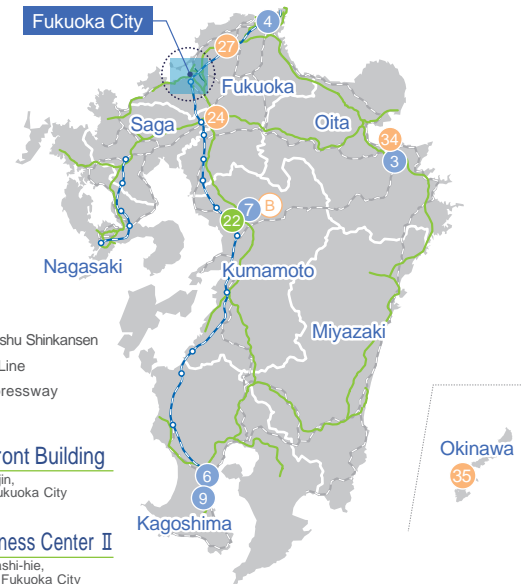 Fukuoka City
4
27
Fukuoka
24
Saga
Oita
34
3
B
7
22
Nagasaki
Kumamoto
Miyazaki
shu Shinkansen
Line
ressway
ront Building
jin,
ukuoka City
Okinawa
35
6
9
Kagoshima
ness Center Ⅱ
shi-hie,
Fukuoka City